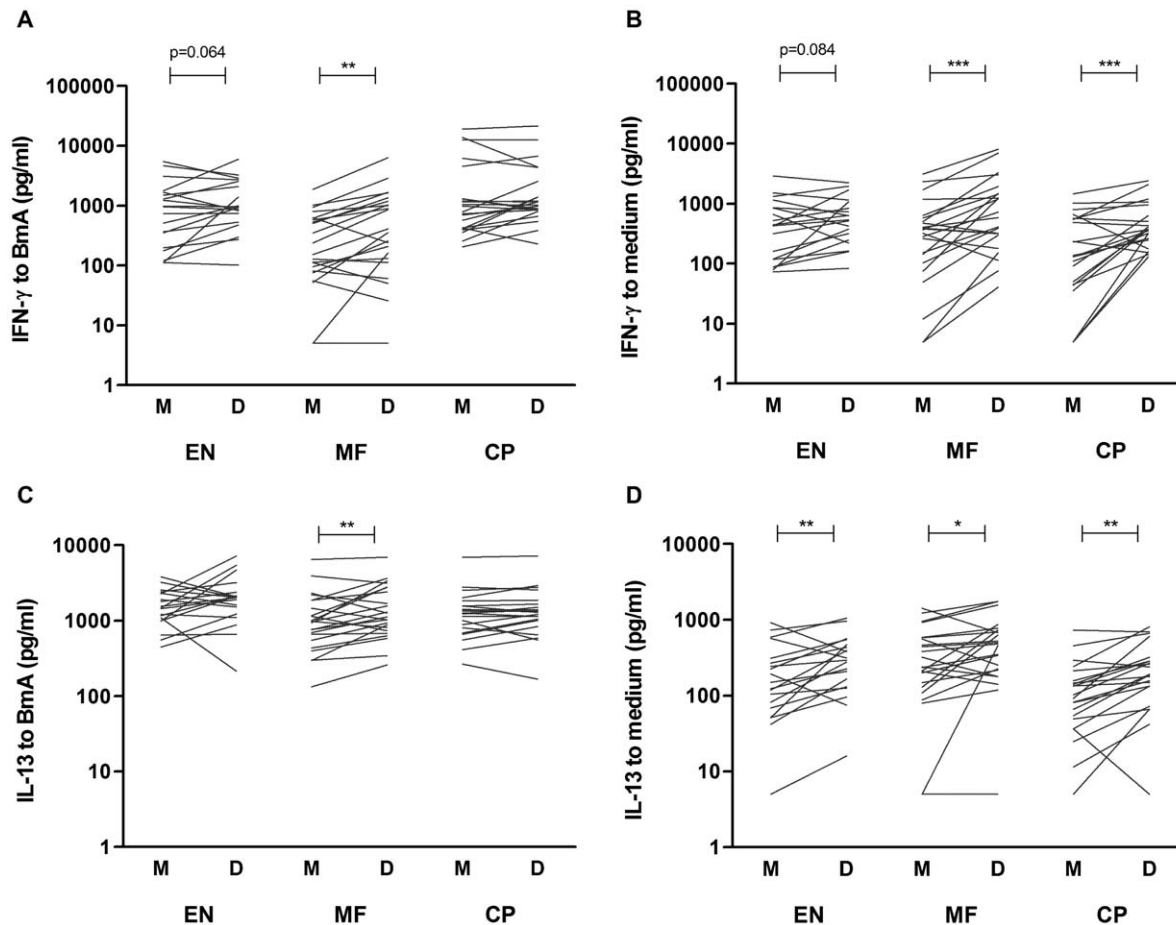 A
p=0.064
**
IFN-γ to BmA (pg/ml)
100000
10000
1000
100
10
1
M D M D M D
EN MF CP
B
p=0.084
***
***
IFN-γ to medium (pg/ml)
100000
10000
1000
100
10
1
M D M D M D
EN MF CP
C
**
IL-13 to BmA (pg/ml)
10000
1000
100
10
1
M D M D M D
EN MF CP
D
**
*
**
IL-13 to medium (pg/ml)
10000
1000
100
10
1
M D M D M D
EN MF CP